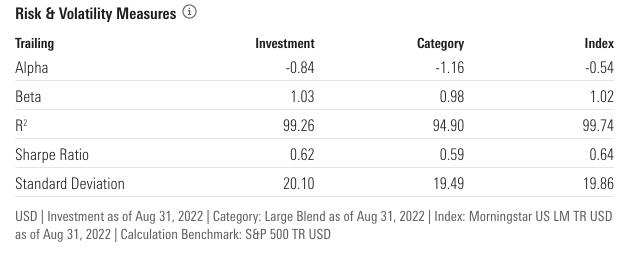 Risk & Volatility Measures ⓘ
Trailing Investment Category Index
Alpha -0.84 -1.16 -0.54
Beta 1.03 0.98 1.02
R² 99.26 94.90 99.74
Sharpe Ratio 0.62 0.59 0.64
Standard Deviation 20.10 19.49 19.86
USD | Investment as of Aug 31, 2022 | Category: Large Blend as of Aug 31, 2022 | Index: Morningstar US LM TR USD
as of Aug 31, 2022 | Calculation Benchmark: S&P 500 TR USD